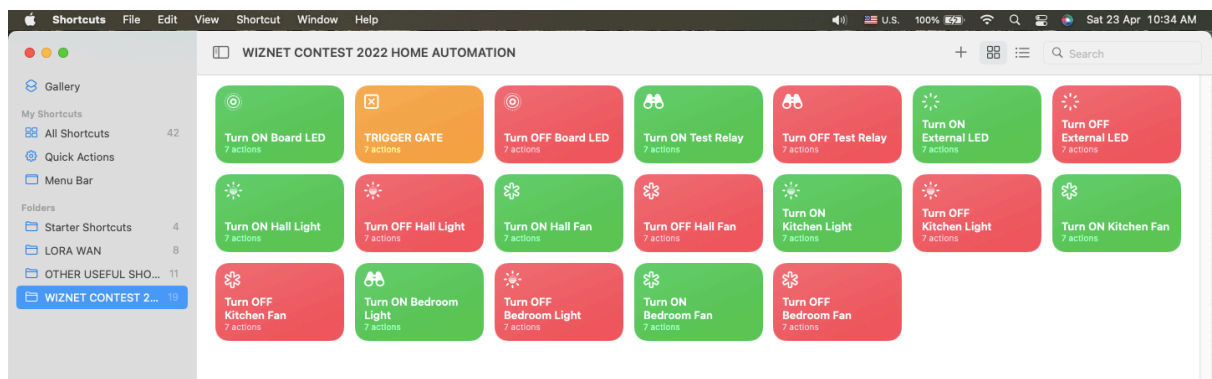 Shortcuts File Edit View Shortcut Window Help U.S. 100% Sat 23 Apr 10:34 AM
WIZNET CONTEST 2022 HOME AUTOMATION
Search
Gallery
My Shortcuts
All Shortcuts 42
Quick Actions
Menu Bar
Folders
Starter Shortcuts 4
LORA WAN 8
OTHER USEFUL SHO... 11
WIZNET CONTEST 2... 19
Turn ON Board LED
7 actions
TRIGGER GATE
7 actions
Turn OFF Board LED
7 actions
Turn ON Test Relay
7 actions
Turn OFF Test Relay
7 actions
Turn ON
External LED
7 actions
Turn OFF
External LED
7 actions
Turn ON Hall Light
7 actions
Turn OFF Hall Light
7 actions
Turn ON Hall Fan
7 actions
Turn OFF Hall Fan
7 actions
Turn ON
Kitchen Light
7 actions
Turn OFF
Kitchen Light
7 actions
Turn ON Kitchen Fan
7 actions
Turn OFF
Kitchen Fan
7 actions
Turn ON Bedroom
Light
7 actions
Turn OFF
Bedroom Light
7 actions
Turn ON
Bedroom Fan
7 actions
Turn OFF
Bedroom Fan
7 actions